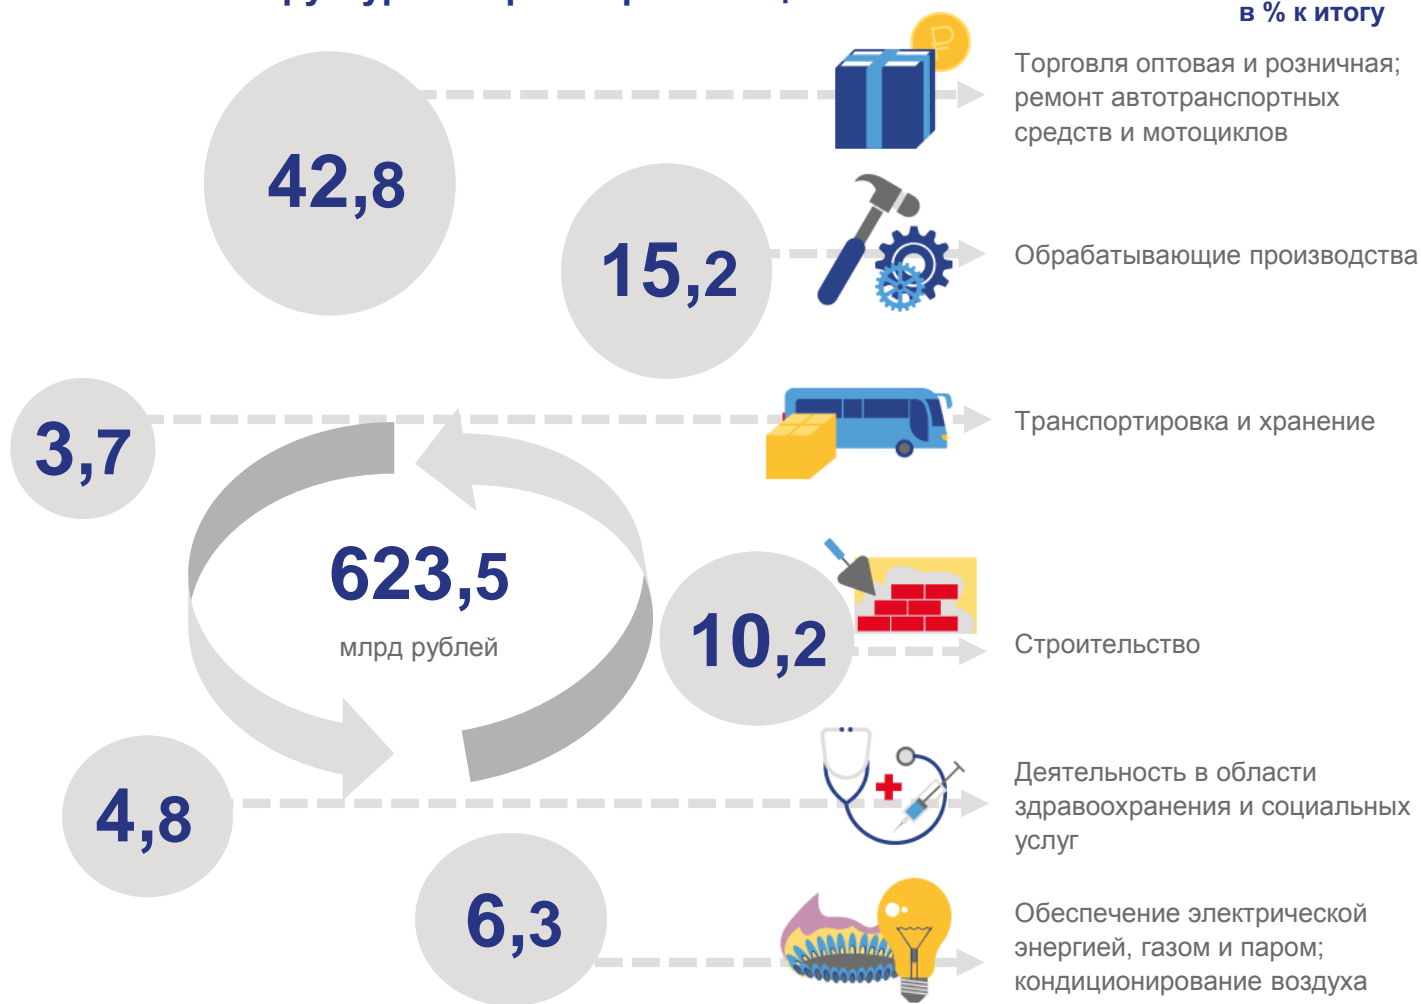 в % к итогу
42,8
Торговля оптовая и розничная;
ремонт автотранспортных
средств и мотоциклов
15,2
Обрабатывающие производства
3,7
Транспортировка и хранение
623,5
млрд рублей
10,2
Строительство
4,8
Деятельность в области
здравоохранения и социальных
услуг
6,3
Обеспечение электрической
энергией, газом и паром;
кондиционирование воздуха